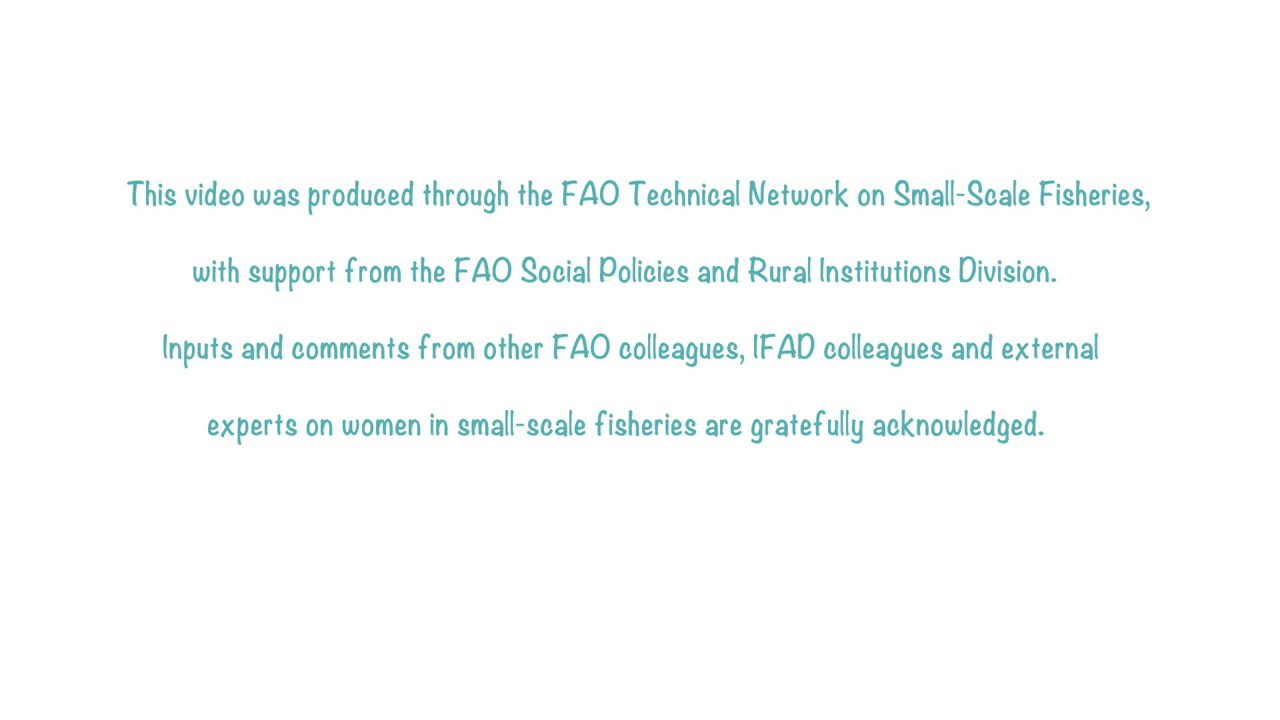 This video was produced through the FAO Technical Network on Small-Scale Fisheries,
with support from the FAO Social Policies and Rural Institutions Division.
Inputs and comments from other FAO colleagues, IFAD colleagues and external
experts on women in small-scale fisheries are gratefully acknowledged.